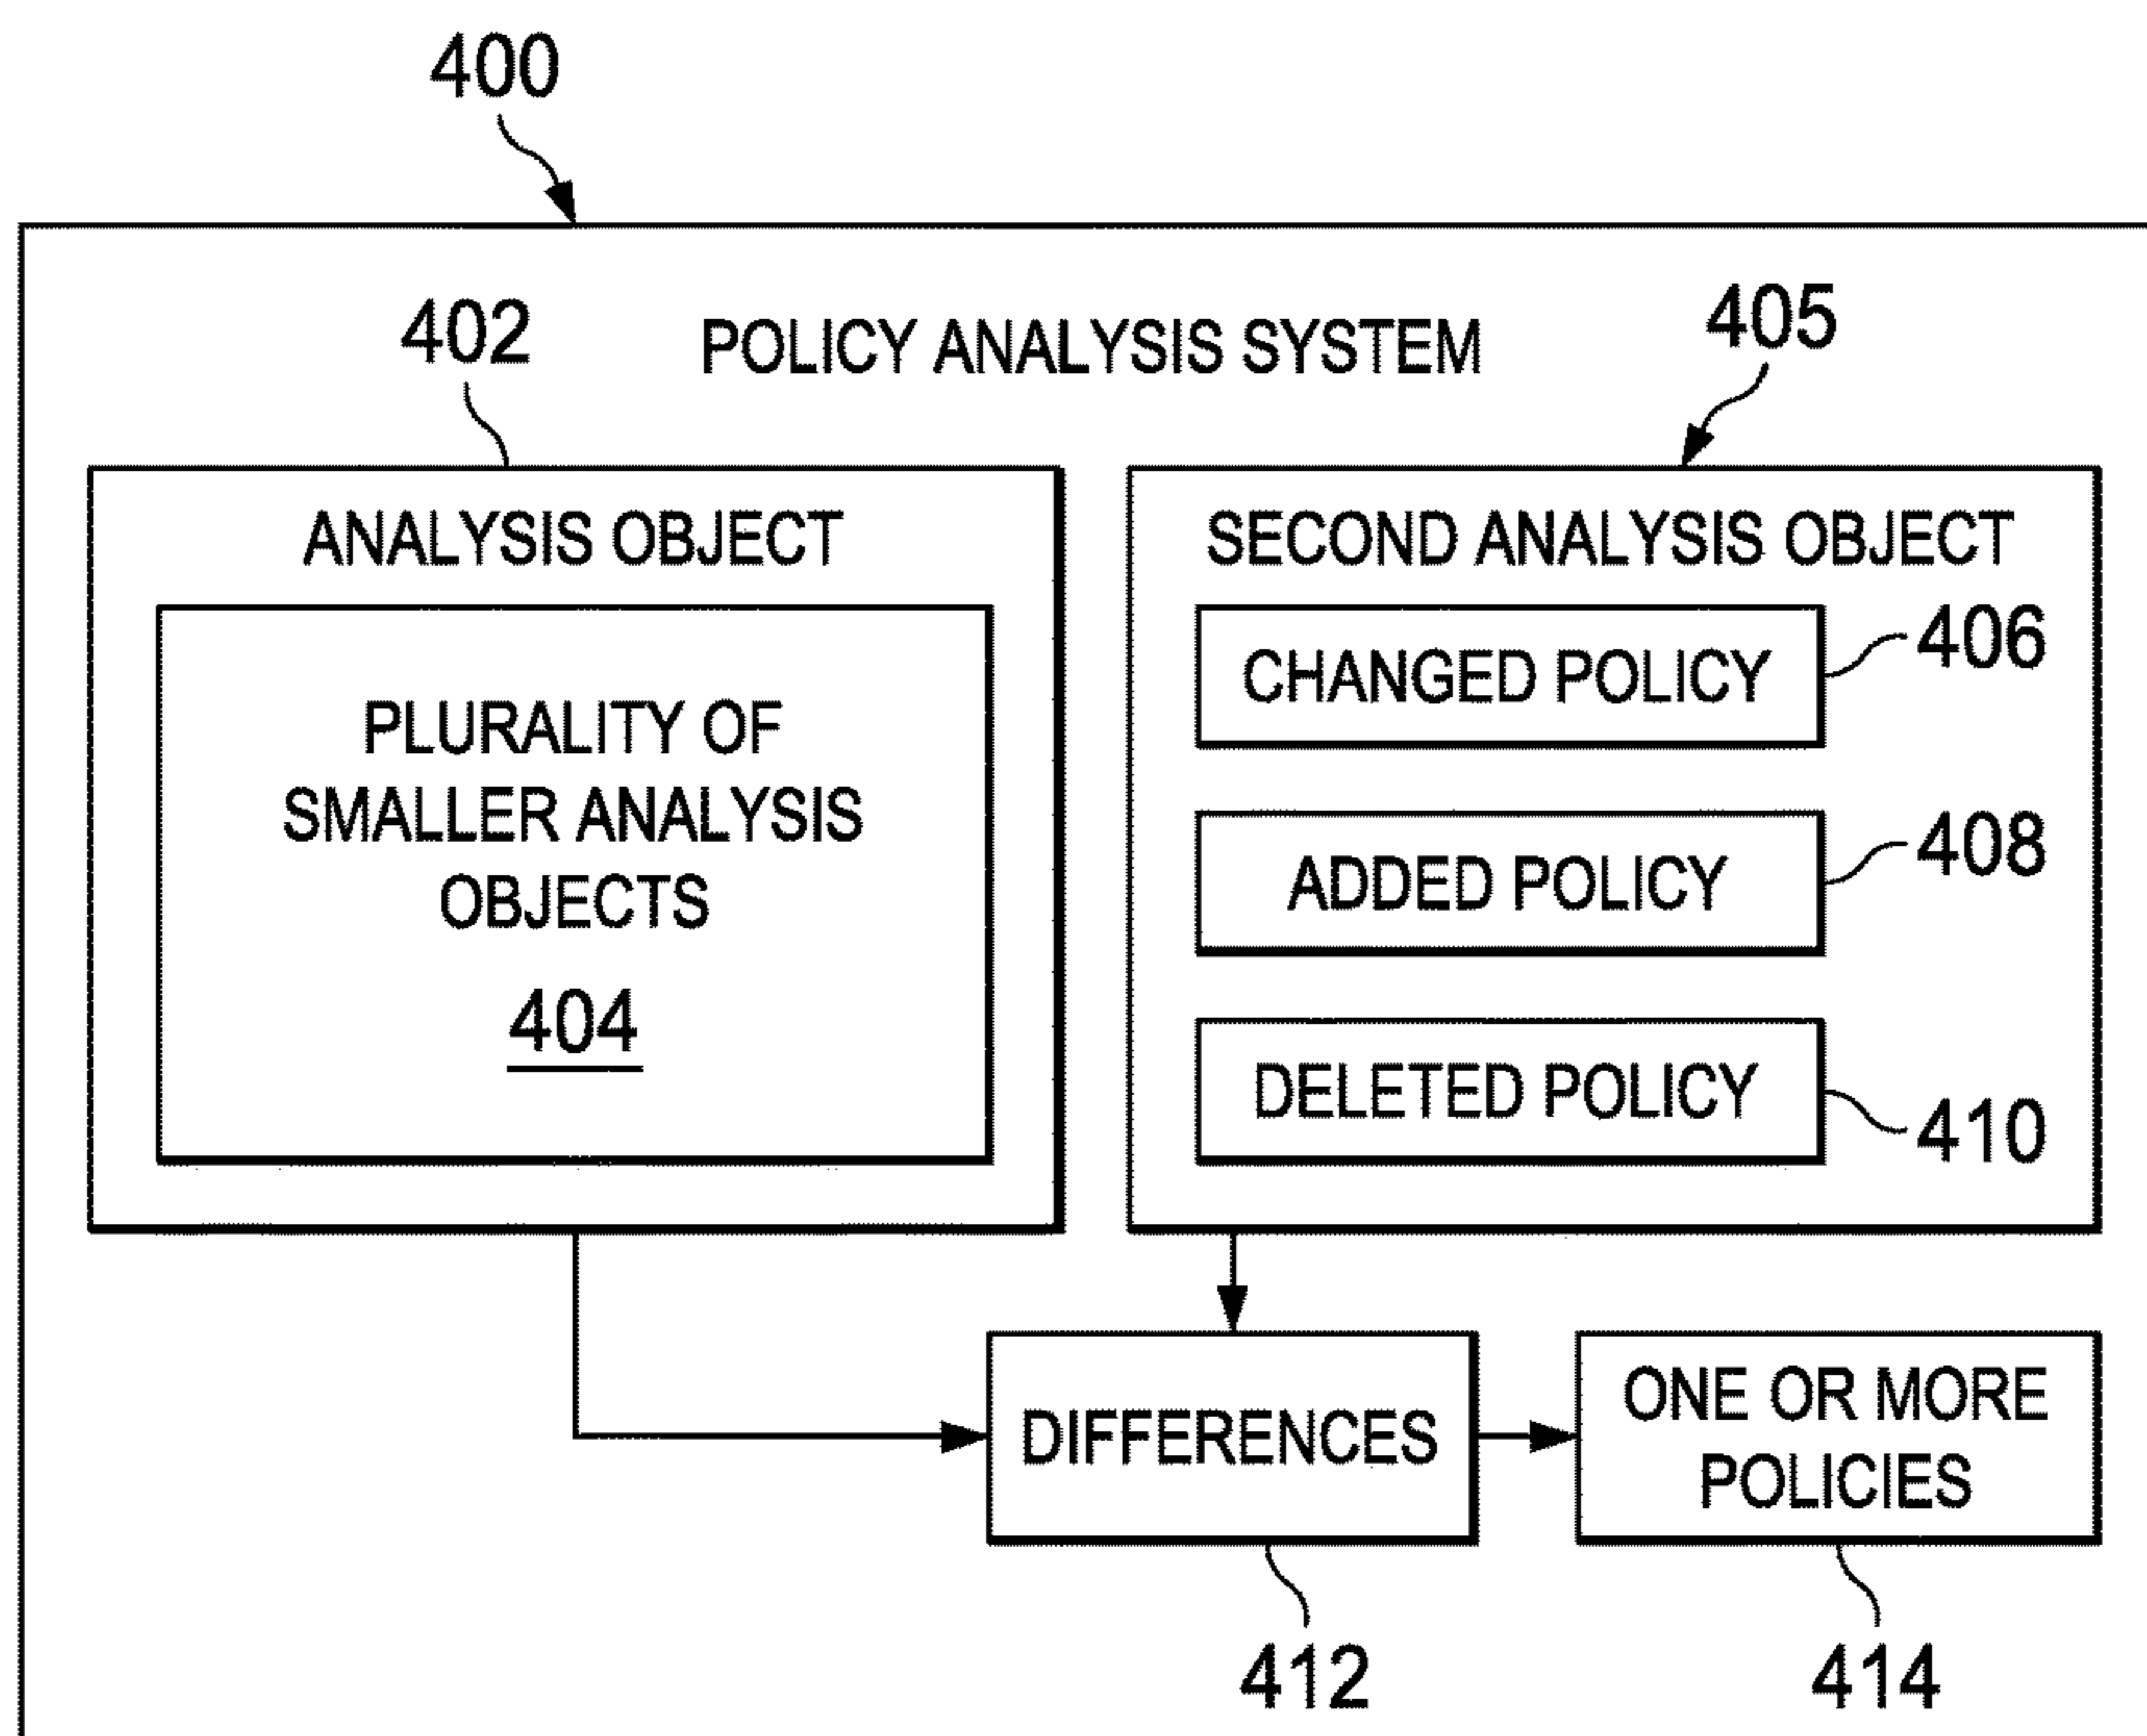 400
402
POLICY ANALYSIS SYSTEM
405
ANALYSIS OBJECT
PLURALITY OF
SMALLER ANALYSIS
OBJECTS
404
SECOND ANALYSIS OBJECT
CHANGED POLICY
406
ADDED POLICY
408
DELETED POLICY
410
DIFFERENCES
ONE OR MORE
POLICIES
412
414